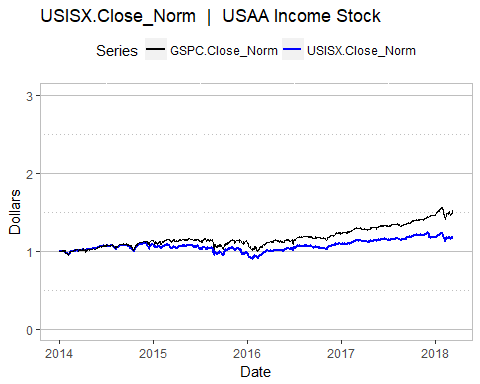 USISX.Close_Norm | USAA Income Stock
Series GSPC.Close_Norm USISX.Close_Norm
3
2
1
0
Dollars
2014 2015 2016 2017 2018
Date